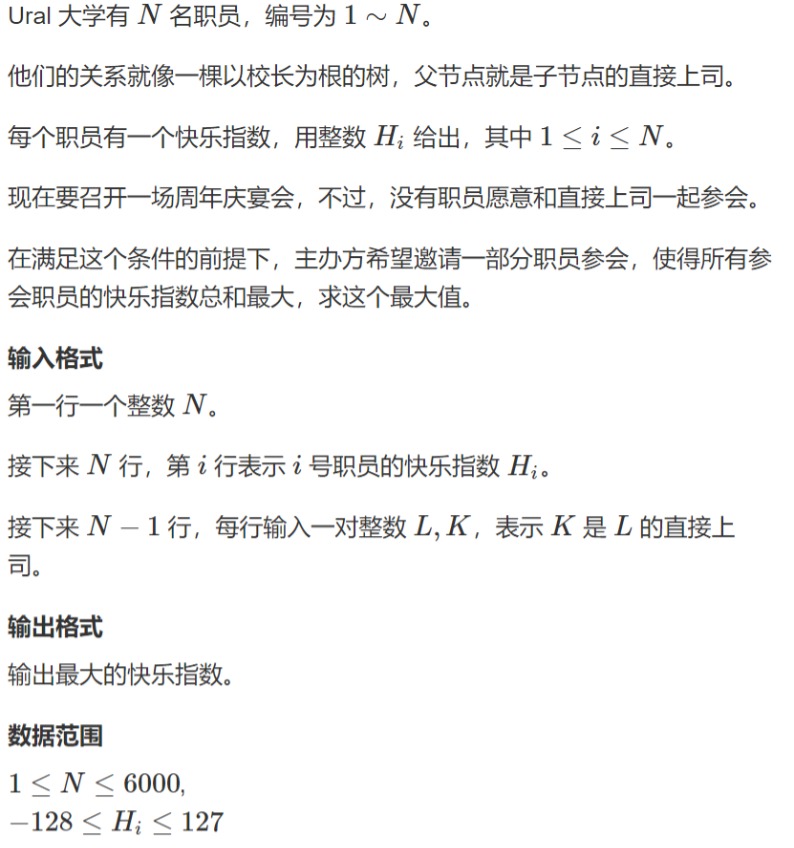 Ural 大学有 N 名职员，编号为 1 ∼ N。
他们的关系就像一棵以校长为根的树，父节点就是子节点的直接上司。
每个职员有一个快乐指数，用整数 Hᵢ 给出，其中 1 ≤ i ≤ N。
现在要召开一场周年庆宴会，不过，没有职员愿意和直接上司一起参会。
在满足这个条件的前提下，主办方希望邀请一部分职员参会，使得所有参
会职员的快乐指数总和最大，求这个最大值。
输入格式
第一行一个整数 N。
接下来 N 行，第 i 行表示 i 号职员的快乐指数 Hᵢ。
接下来 N − 1 行，每行输入一对整数 L, K，表示 K 是 L 的直接上
司。
输出格式
输出最大的快乐指数。
数据范围
1 ≤ N ≤ 6000,
−128 ≤ Hᵢ ≤ 127